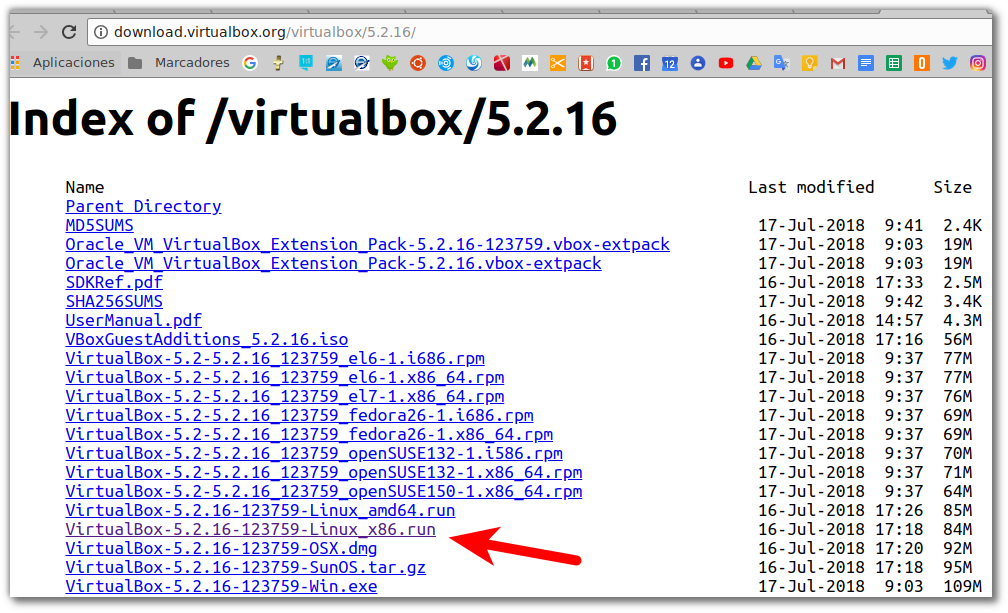 download.virtualbox.org/virtualbox/5.2.16/
Aplicaciones Marcadores
Index of /virtualbox/5.2.16
Name Last modified Size
Parent Directory
MD5SUMS 17-Jul-2018 9:41 2.4K
Oracle_VM_VirtualBox_Extension_Pack-5.2.16-123759.vbox-extpack 17-Jul-2018 9:03 19M
Oracle_VM_VirtualBox_Extension_Pack-5.2.16.vbox-extpack 17-Jul-2018 9:03 19M
SDKRef.pdf 16-Jul-2018 17:33 2.5M
SHA256SUMS 17-Jul-2018 9:42 3.4K
UserManual.pdf 16-Jul-2018 14:57 4.3M
VBoxGuestAdditions_5.2.16.iso 16-Jul-2018 17:16 56M
VirtualBox-5.2-5.2.16_123759_el6-1.i686.rpm 17-Jul-2018 9:37 77M
VirtualBox-5.2-5.2.16_123759_el6-1.x86_64.rpm 17-Jul-2018 9:37 77M
VirtualBox-5.2-5.2.16_123759_el7-1.x86_64.rpm 17-Jul-2018 9:37 76M
VirtualBox-5.2-5.2.16_123759_fedora26-1.i686.rpm 17-Jul-2018 9:37 69M
VirtualBox-5.2-5.2.16_123759_fedora26-1.x86_64.rpm 17-Jul-2018 9:37 69M
VirtualBox-5.2-5.2.16_123759_openSUSE132-1.i586.rpm 17-Jul-2018 9:37 70M
VirtualBox-5.2-5.2.16_123759_openSUSE132-1.x86_64.rpm 17-Jul-2018 9:37 71M
VirtualBox-5.2-5.2.16_123759_openSUSE150-1.x86_64.rpm 17-Jul-2018 9:37 64M
VirtualBox-5.2.16-123759-Linux_amd64.run 16-Jul-2018 17:26 85M
VirtualBox-5.2.16-123759-Linux_x86.run 16-Jul-2018 17:18 84M
VirtualBox-5.2.16-123759-OSX.dmg 16-Jul-2018 17:20 92M
VirtualBox-5.2.16-123759-SunOS.tar.gz 16-Jul-2018 17:18 95M
VirtualBox-5.2.16-123759-Win.exe 17-Jul-2018 9:03 109M